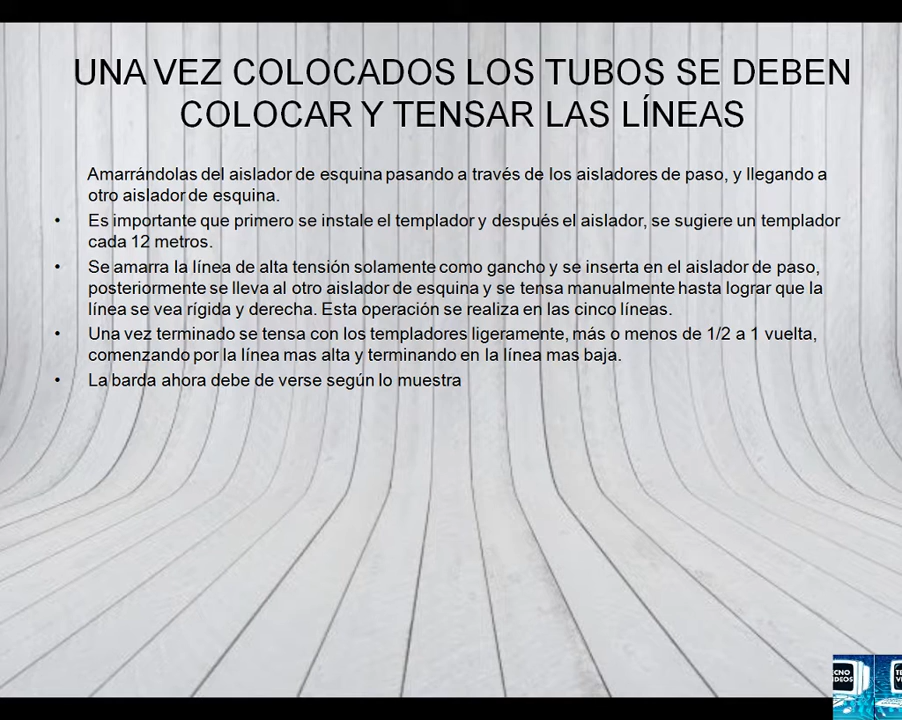 UNA VEZ COLOCADOS LOS TUBOS SE DEBEN
COLOCAR Y TENSAR LAS LÍNEAS
Amarrándolas del aislador de esquina pasando a través de los aisladores de paso, y llegando a
otro aislador de esquina.
• Es importante que primero se instale el templador y después el aislador, se sugiere un templador
cada 12 metros.
• Se amarra la línea de alta tensión solamente como gancho y se inserta en el aislador de paso,
posteriormente se lleva al otro aislador de esquina y se tensa manualmente hasta lograr que la
línea se vea rígida y derecha. Esta operación se realiza en las cinco líneas.
• Una vez terminado se tensa con los templadores ligeramente, más o menos de 1/2 a 1 vuelta,
comenzando por la línea mas alta y terminando en la línea mas baja.
• La barda ahora debe de verse según lo muestra